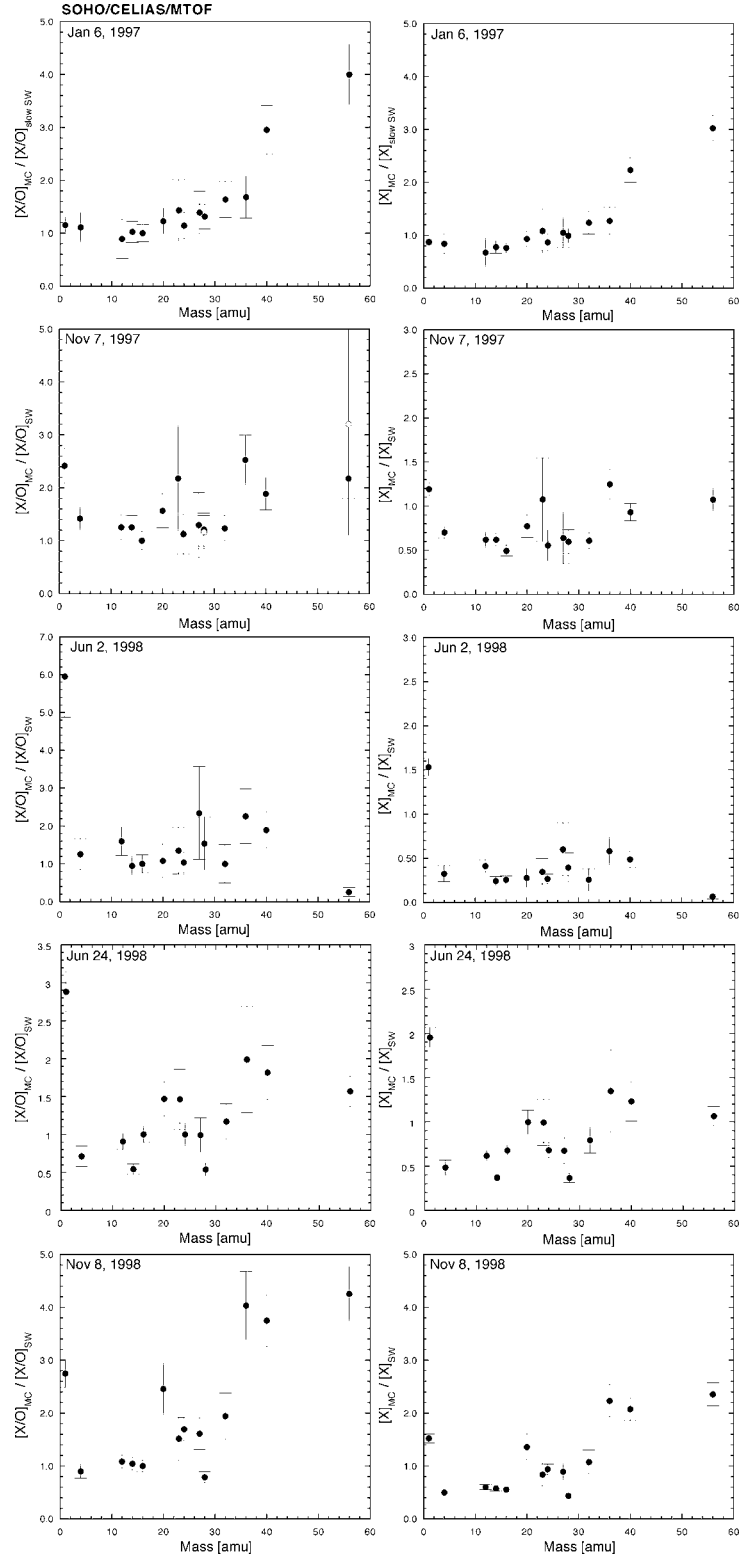 SOHO/CELIAS/MTOF
Jan 6, 1997
[X/O]MC / [X/O]slow SW
5.0
4.0
3.0
2.0
1.0
0.0
0 10 20 30 40 50 60
Mass [amu]
[X]MC / [X]slow SW
5.0
4.0
3.0
2.0
1.0
0.0
0 10 20 30 40 50 60
Mass [amu]
Nov 7, 1997
[X/O]MC / [X/O]SW
5.0
4.0
3.0
2.0
1.0
0.0
0 10 20 30 40 50 60
Mass [amu]
Nov 7, 1997
[X]MC / [X]SW
3.0
2.5
2.0
1.5
1.0
0.50
0.0
0 10 20 30 40 50 60
Mass [amu]
Jun 2, 1998
[X/O]MC / [X/O]SW
7.0
6.0
5.0
4.0
3.0
2.0
1.0
0.0
0 10 20 30 40 50 60
Mass [amu]
Jun 2, 1998
[X]MC / [X]SW
3.0
2.5
2.0
1.5
1.0
0.50
0.0
0 10 20 30 40 50 60
Mass [amu]
Jun 24, 1998
[X/O]MC / [X/O]SW
3.5
3
2.5
2
1.5
1
0.5
0
0 10 20 30 40 50 60
Mass [amu]
Jun 24, 1998
[X]MC / [X]SW
3
2.5
2
1.5
1
0.5
0
0 10 20 30 40 50 60
Mass [amu]
Nov 8, 1998
[X/O]MC / [X/O]SW
5.0
4.0
3.0
2.0
1.0
0.0
0 10 20 30 40 50 60
Mass [amu]
Nov 8, 1998
[X]MC / [X]SW
5.0
4.0
3.0
2.0
1.0
0.0
0 10 20 30 40 50 60
Mass [amu]